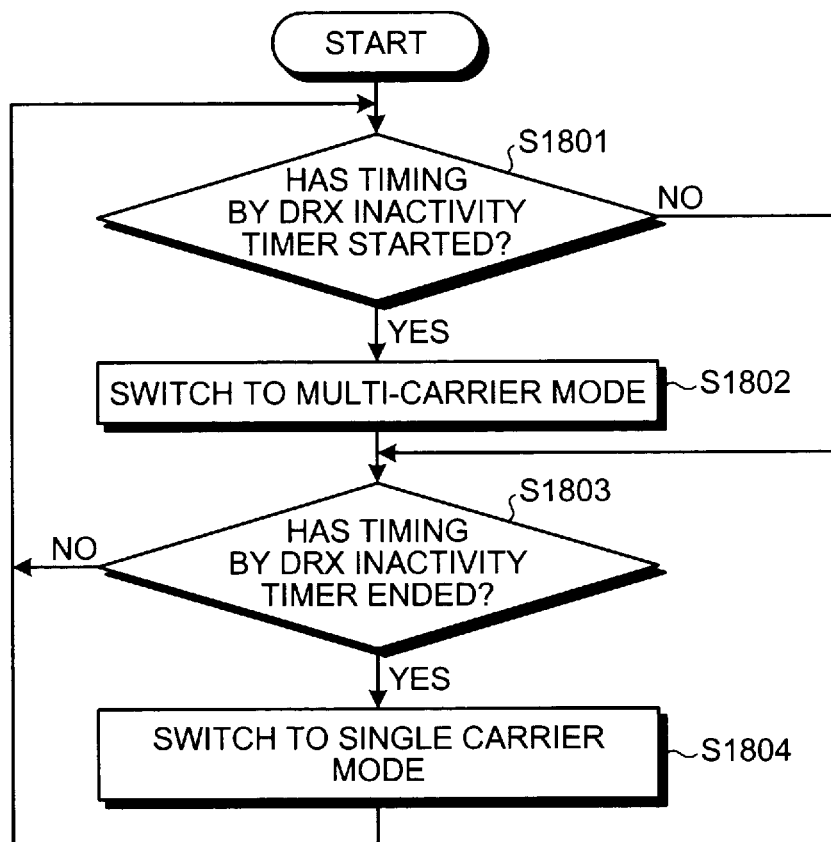 START
S1801
HAS TIMING
BY DRX INACTIVITY
TIMER STARTED?
NO
YES
SWITCH TO MULTI-CARRIER MODE
S1802
S1803
HAS TIMING
BY DRX INACTIVITY
TIMER ENDED?
NO
YES
SWITCH TO SINGLE CARRIER
MODE
S1804